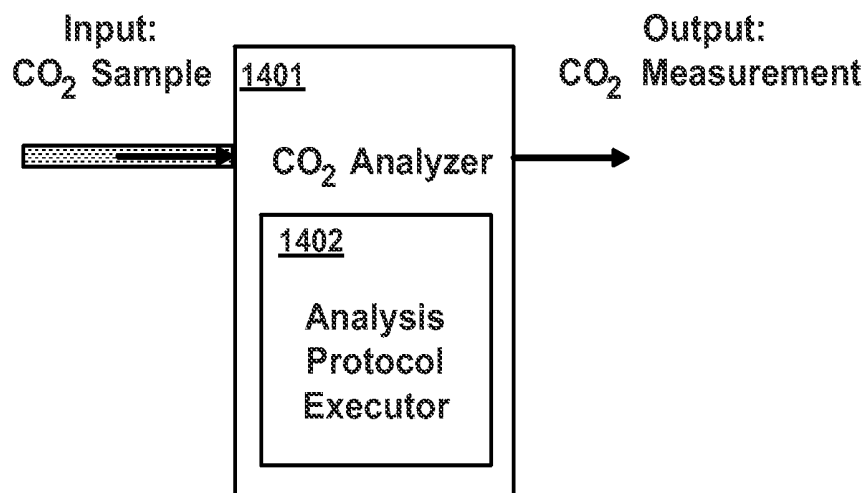 Input:
CO₂ Sample
Output:
CO₂ Measurement
1401
CO₂ Analyzer
1402
Analysis
Protocol
Executor